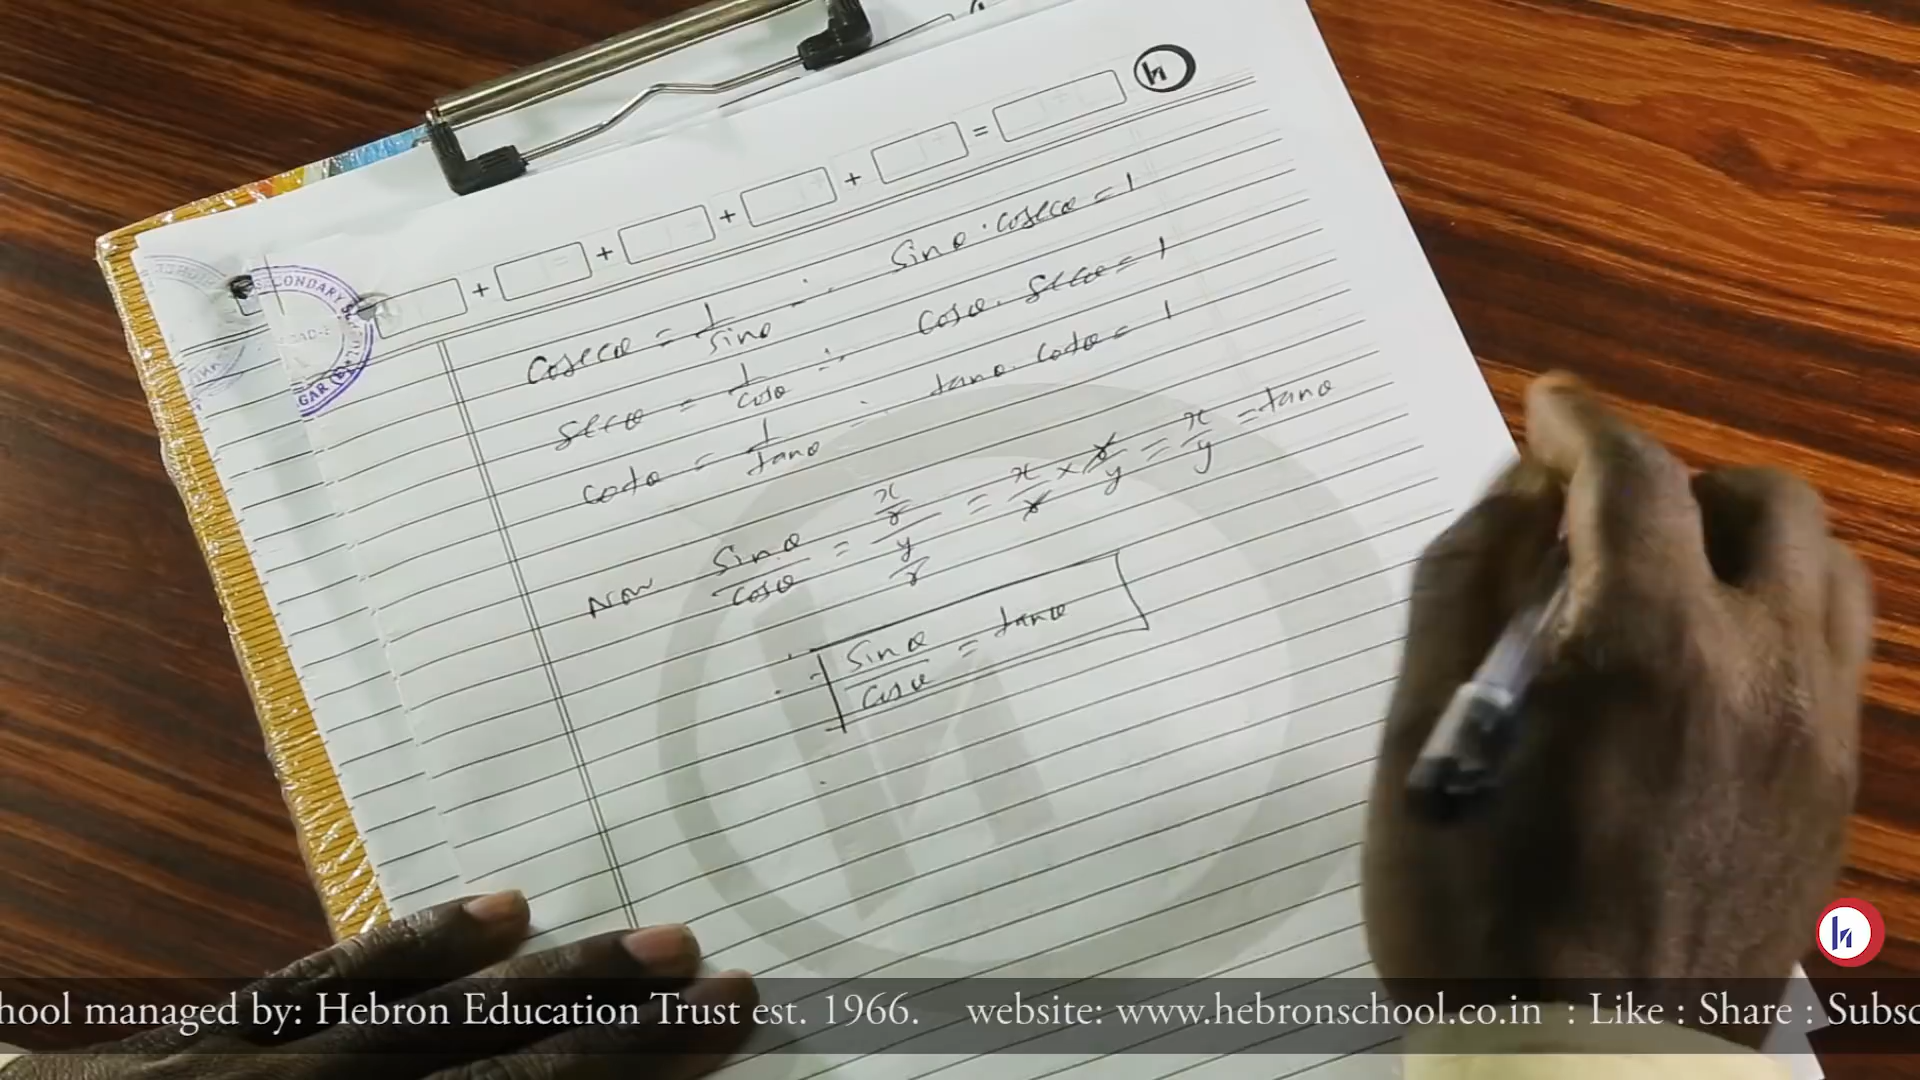 + + + + =
SECONDARY S
GAR
cosecθ = 1/sinθ ∴ sinθ · cosecθ = 1
secθ = 1/cosθ ∴ cosθ · secθ = 1
cotθ = 1/tanθ ∴ tanθ · cotθ = 1
Now sinθ/cosθ = (x/r)/(y/r) = x/r × r/y = x/y = tanθ
∴ sinθ/cosθ = tanθ
hool managed by: Hebron Education Trust est. 1966. website: www.hebronschool.co.in : Like : Share : Subsc